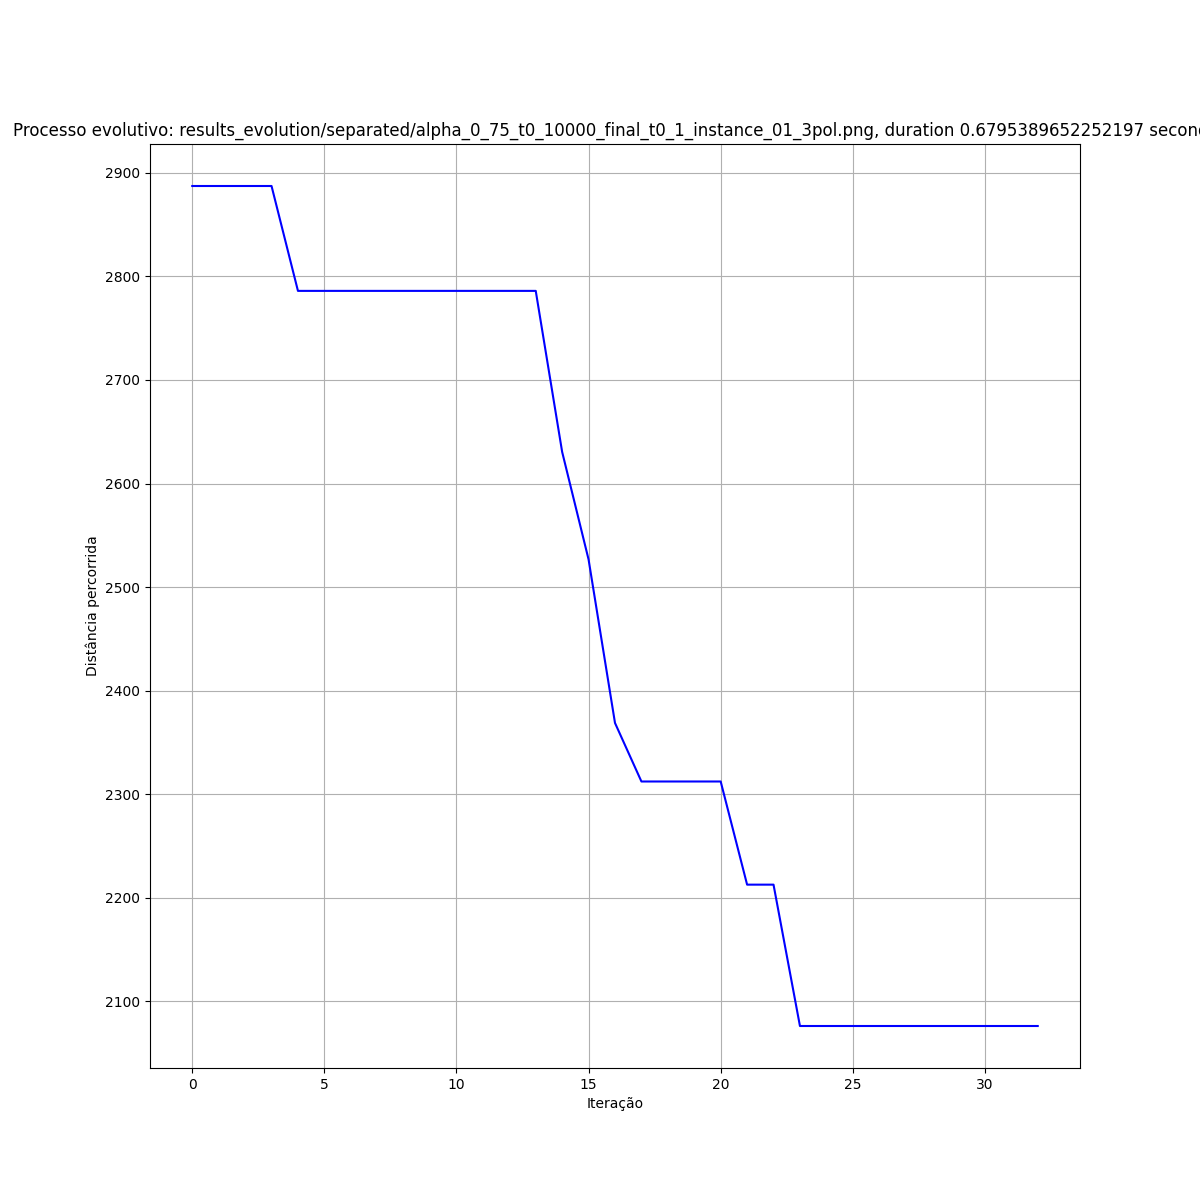 Processo evolutivo: results_evolution/separated/alpha_0_75_t0_10000_final_t0_1_instance_01_3pol.png, duration 0.6795389652252197
2900
2800
2700
2600
2500
2400
2300
2200
2100
Distância percorrida
0 5 10 15 20 25 30
Iteração